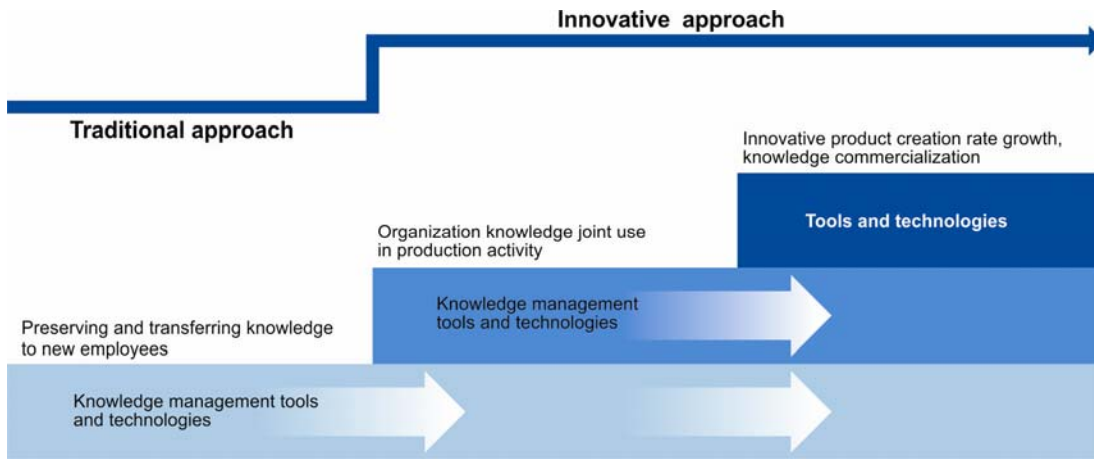 Innovative approach
Traditional approach
Innovative product creation rate growth,
knowledge commercialization
Tools and technologies
Organization knowledge joint use
in production activity
Knowledge management
tools and technologies
Preserving and transferring knowledge
to new employees
Knowledge management tools
and technologies